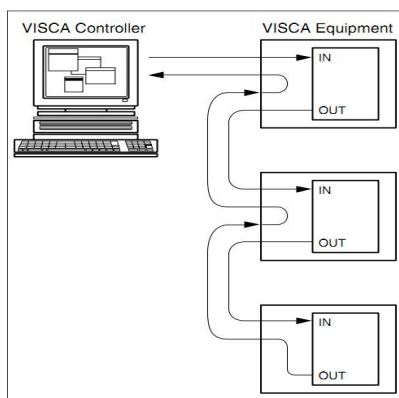 VISCA Controller
VISCA Equipment
IN
OUT
IN
OUT
IN
OUT